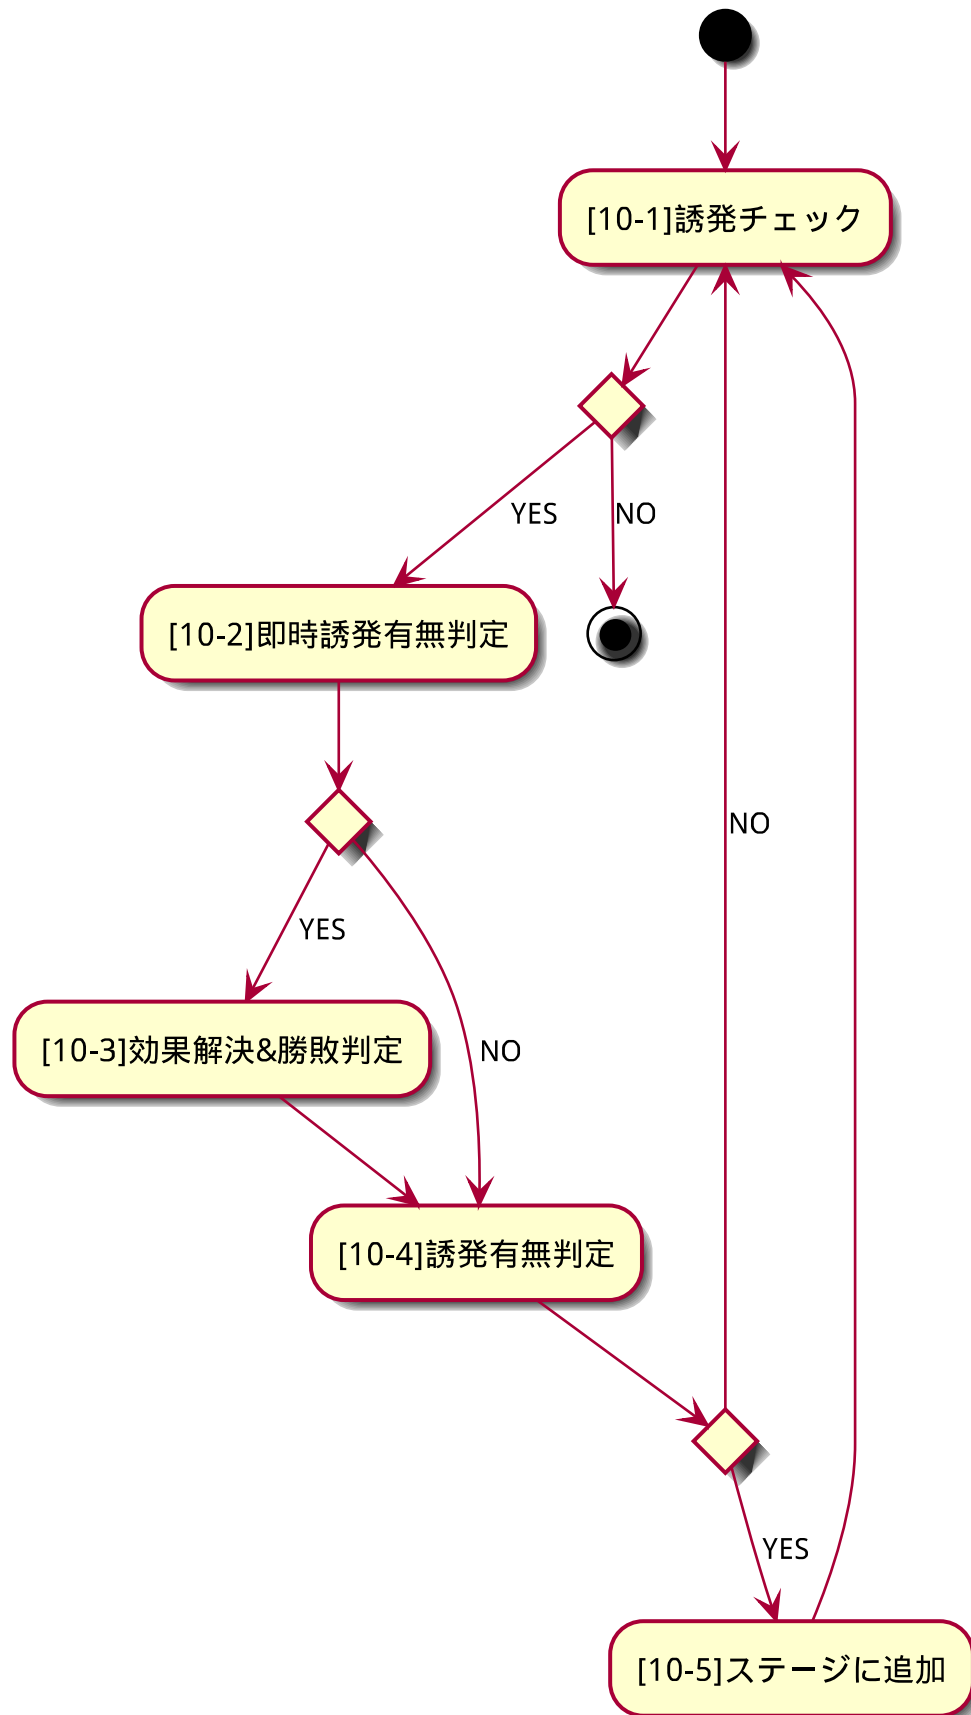 [10-1]誘発チェック
YES
NO
[10-2]即時誘発有無判定
NO
YES
[10-3]効果解決&勝敗判定
NO
[10-4]誘発有無判定
YES
[10-5]ステージに追加